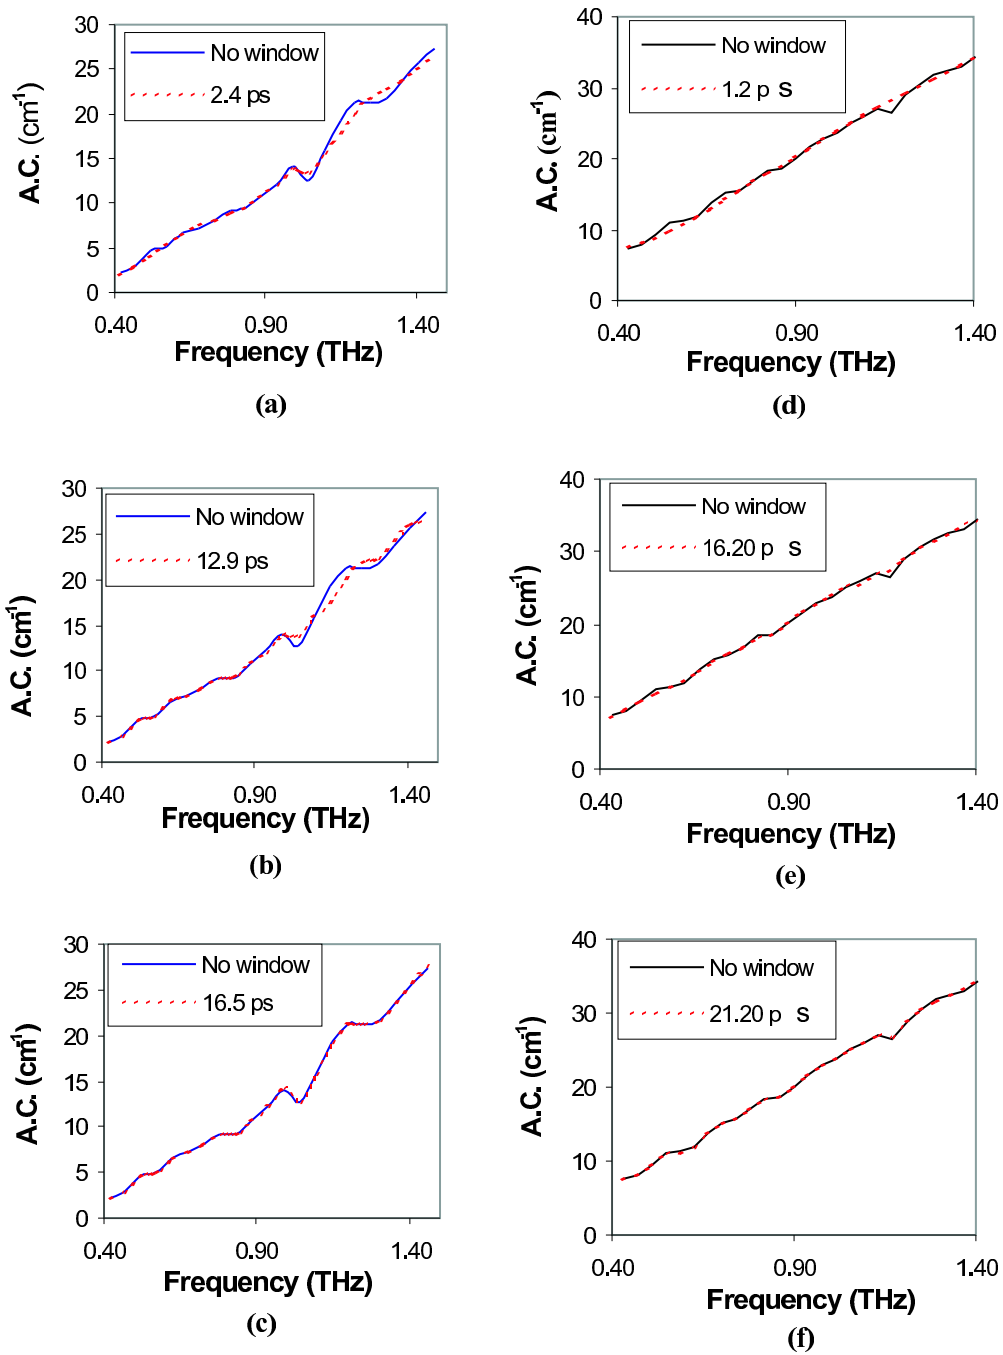 30
25
20
15
10
5
0
A.C. (cm⁻¹)
No window
2.4 ps
0.40 0.90 1.40
Frequency (THz)
(a)
40
30
20
10
0
A.C. (cm⁻¹)
No window
1.2 p s
0.40 0.90 1.40
Frequency (THz)
(d)
30
25
20
15
10
5
0
A.C. (cm⁻¹)
No window
12.9 ps
0.40 0.90 1.40
Frequency (THz)
(b)
40
30
20
10
0
A.C. (cm⁻¹)
No window
16.20 p s
0.40 0.90 1.40
Frequency (THz)
(e)
30
25
20
15
10
5
0
A.C. (cm⁻¹)
No window
16.5 ps
0.40 0.90 1.40
Frequency (THz)
(c)
40
30
20
10
0
A.C. (cm⁻¹)
No window
21.20 p s
0.40 0.90 1.40
Frequency (THz)
(f)